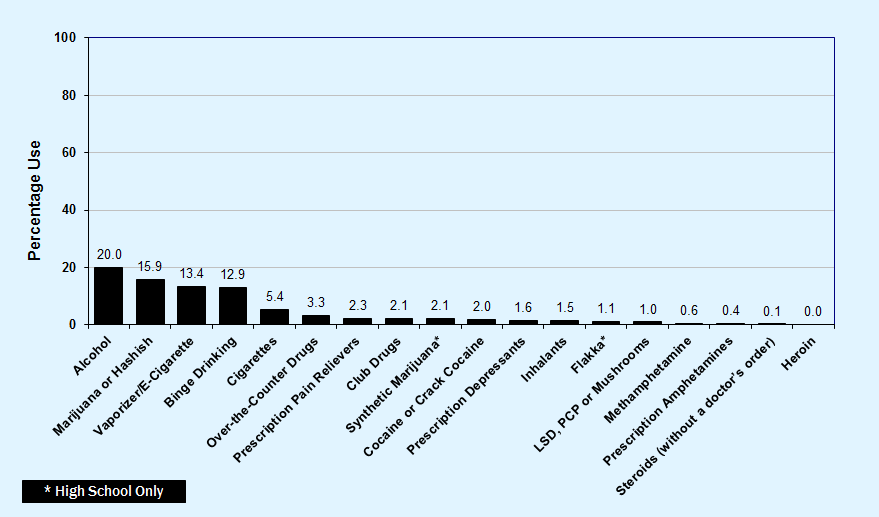 Percentage Use
100
80
60
40
20
0
20.0
15.9
13.4
12.9
5.4
3.3
2.3
2.1
2.1
2.0
1.6
1.5
1.1
1.0
0.6
0.4
0.1
0.0
Alcohol
Marijuana or Hashish
Vaporizer/E-Cigarette
Binge Drinking
Cigarettes
Over-the-Counter Drugs
Prescription Pain Relievers
Club Drugs
Synthetic Marijuana*
Cocaine or Crack Cocaine
Prescription Depressants
Inhalants
Flakka*
LSD, PCP or Mushrooms
Methamphetamine
Prescription Amphetamines
Steroids (without a doctor's order)
Heroin
* High School Only